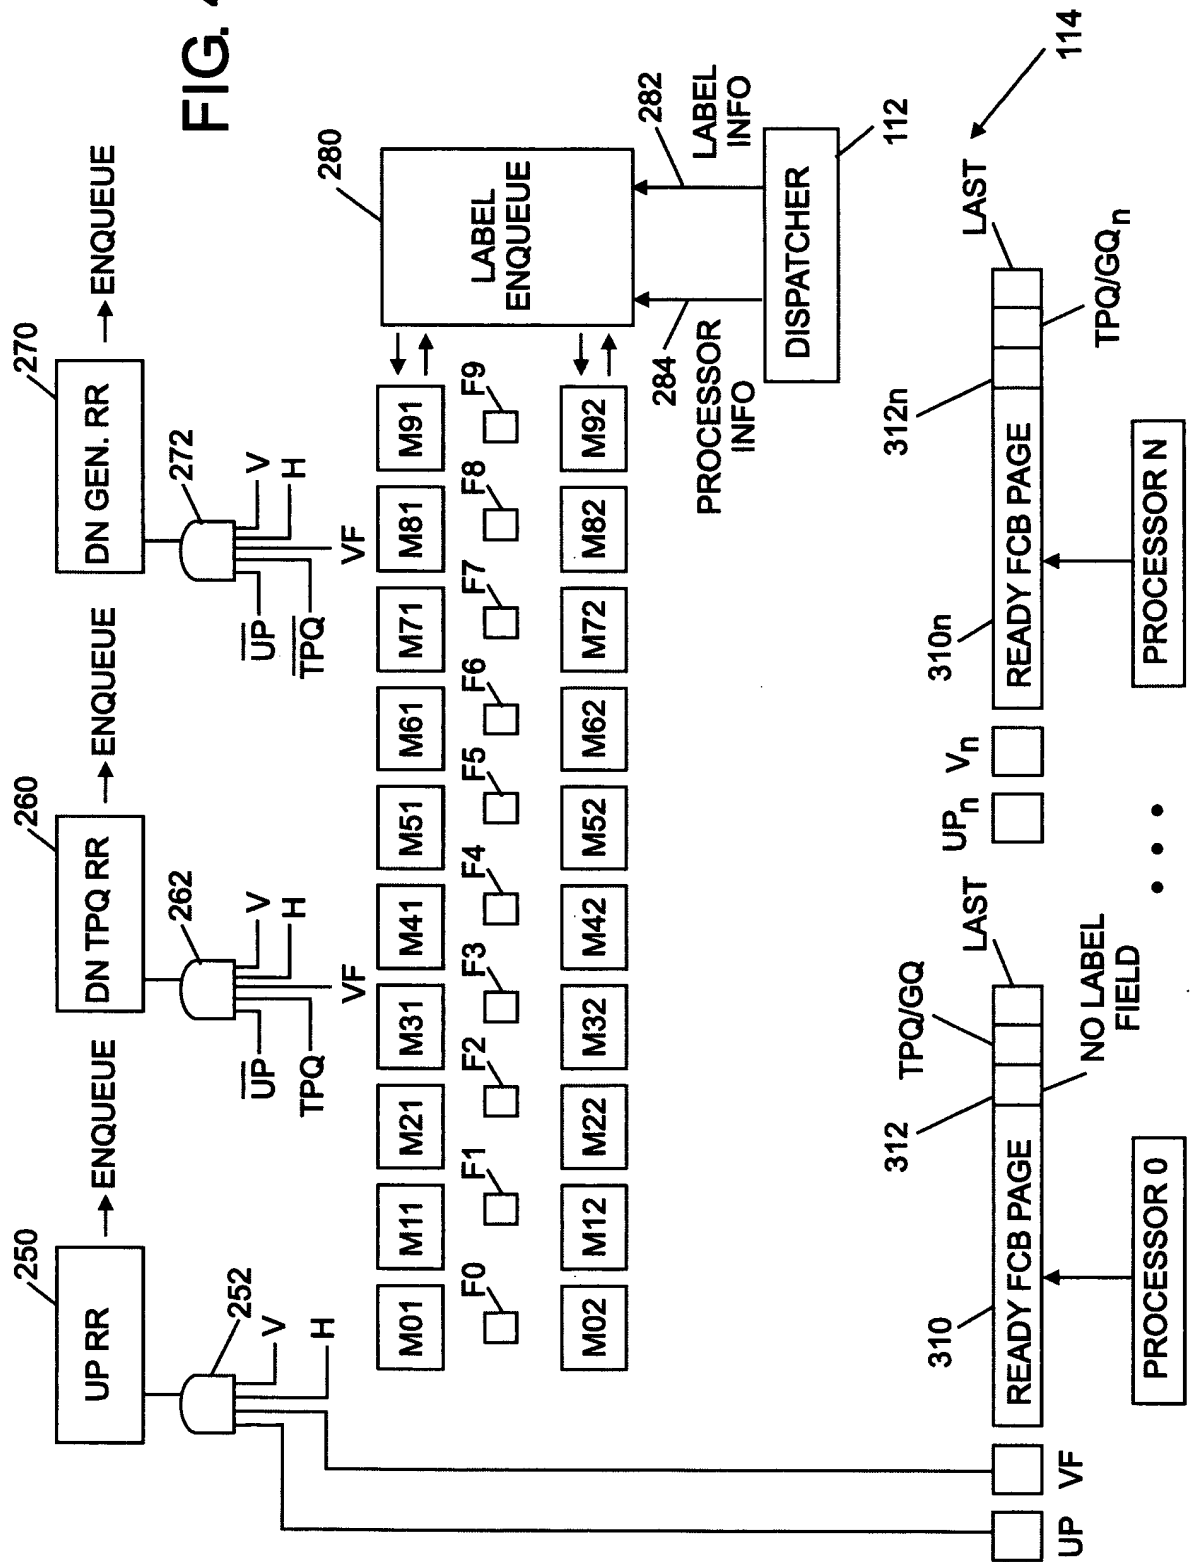 FIG. 4
250
UP RR
→ ENQUEUE
260
DN TPQ RR
→ ENQUEUE
270
DN GEN. RR
→ ENQUEUE
252
V
H
262
V
H
VF
UP
TPQ
272
V
H
VF
UP
TPQ
M01
M11
M21
M31
M41
M51
M61
M71
M81
M91
F0
F1
F2
F3
F4
F5
F6
F7
F8
F9
M02
M12
M22
M32
M42
M52
M62
M72
M82
M92
280
LABEL
ENQUEUE
284
PROCESSOR
INFO
282
LABEL
INFO
DISPATCHER
112
114
UP
VF
310
READY FCB PAGE
312
TPQ/GQ
LAST
NO LABEL
FIELD
PROCESSOR 0
• • •
UPn
Vn
310n
READY FCB PAGE
312n
LAST
TPQ/GQn
PROCESSOR N